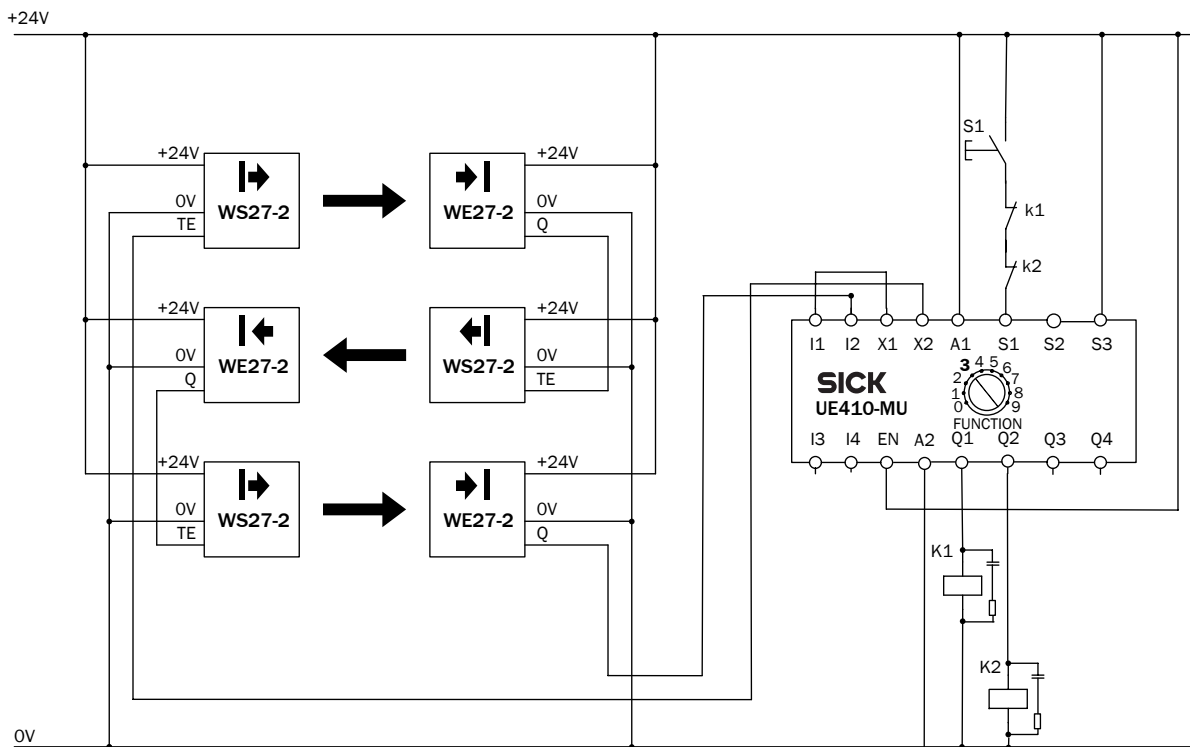 +24V
S1
k1
k2
+24V
0V
TE
WS27-2
WE27-2
+24V
0V
Q
+24V
0V
Q
WE27-2
WS27-2
+24V
0V
TE
+24V
0V
TE
WS27-2
WE27-2
+24V
0V
Q
I1 I2 X1 X2 A1 S1 S2 S3
SICK
UE410-MU
0 1 2 3 4 5 6 7 8 9
FUNCTION
I3 I4 EN A2 Q1 Q2 Q3 Q4
K1
K2
0V